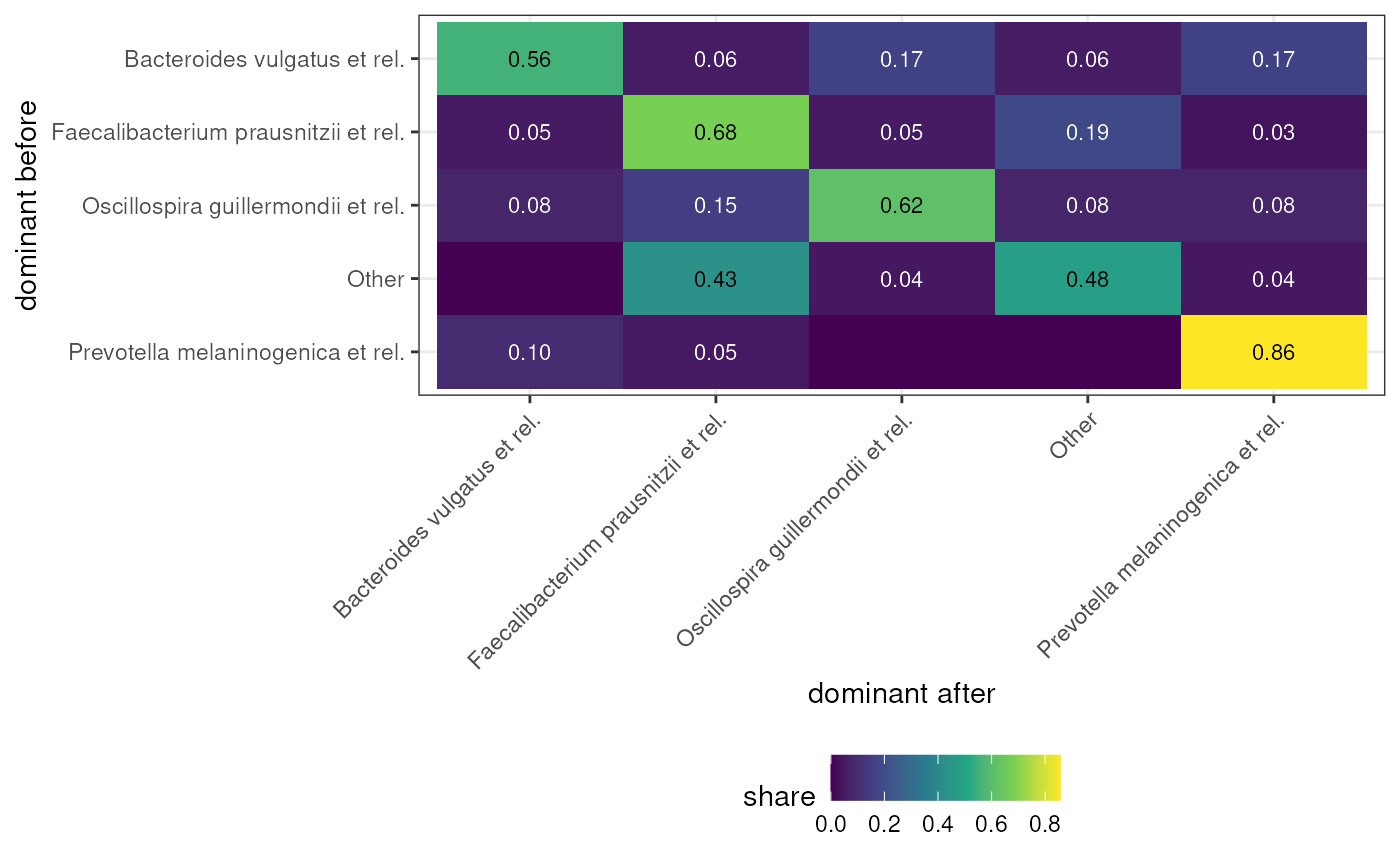 dominant before
Bacteroides vulgatus et rel. 0.56 0.06 0.17 0.06 0.17
Faecalibacterium prausnitzii et rel. 0.05 0.68 0.05 0.19 0.03
Oscillospira guillermondii et rel. 0.08 0.15 0.62 0.08 0.08
Other 0.43 0.04 0.48 0.04
Prevotella melaninogenica et rel. 0.10 0.05 0.86
Bacteroides vulgatus et rel.
Faecalibacterium prausnitzii et rel.
Oscillospira guillermondii et rel.
Other
Prevotella melaninogenica et rel.
dominant after
share
0.0 0.2 0.4 0.6 0.8